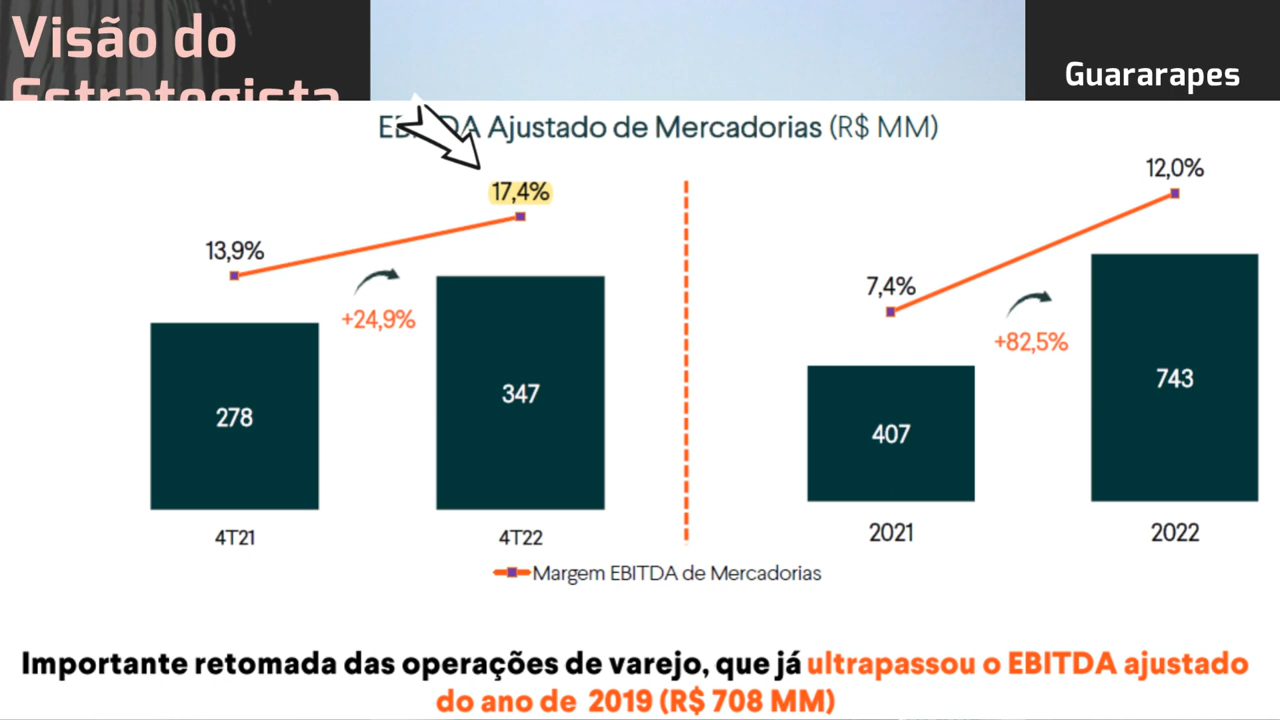 Visão do
Estrategista
Guararapes
EBITDA Ajustado de Mercadorias (R$ MM)
13,9%
17,4%
7,4%
12,0%
+24,9%
+82,5%
278
347
407
743
4T21
4T22
2021
2022
Margem EBITDA de Mercadorias
Importante retomada das operações de varejo, que já ultrapassou o EBITDA ajustado
do ano de 2019 (R$ 708 MM)